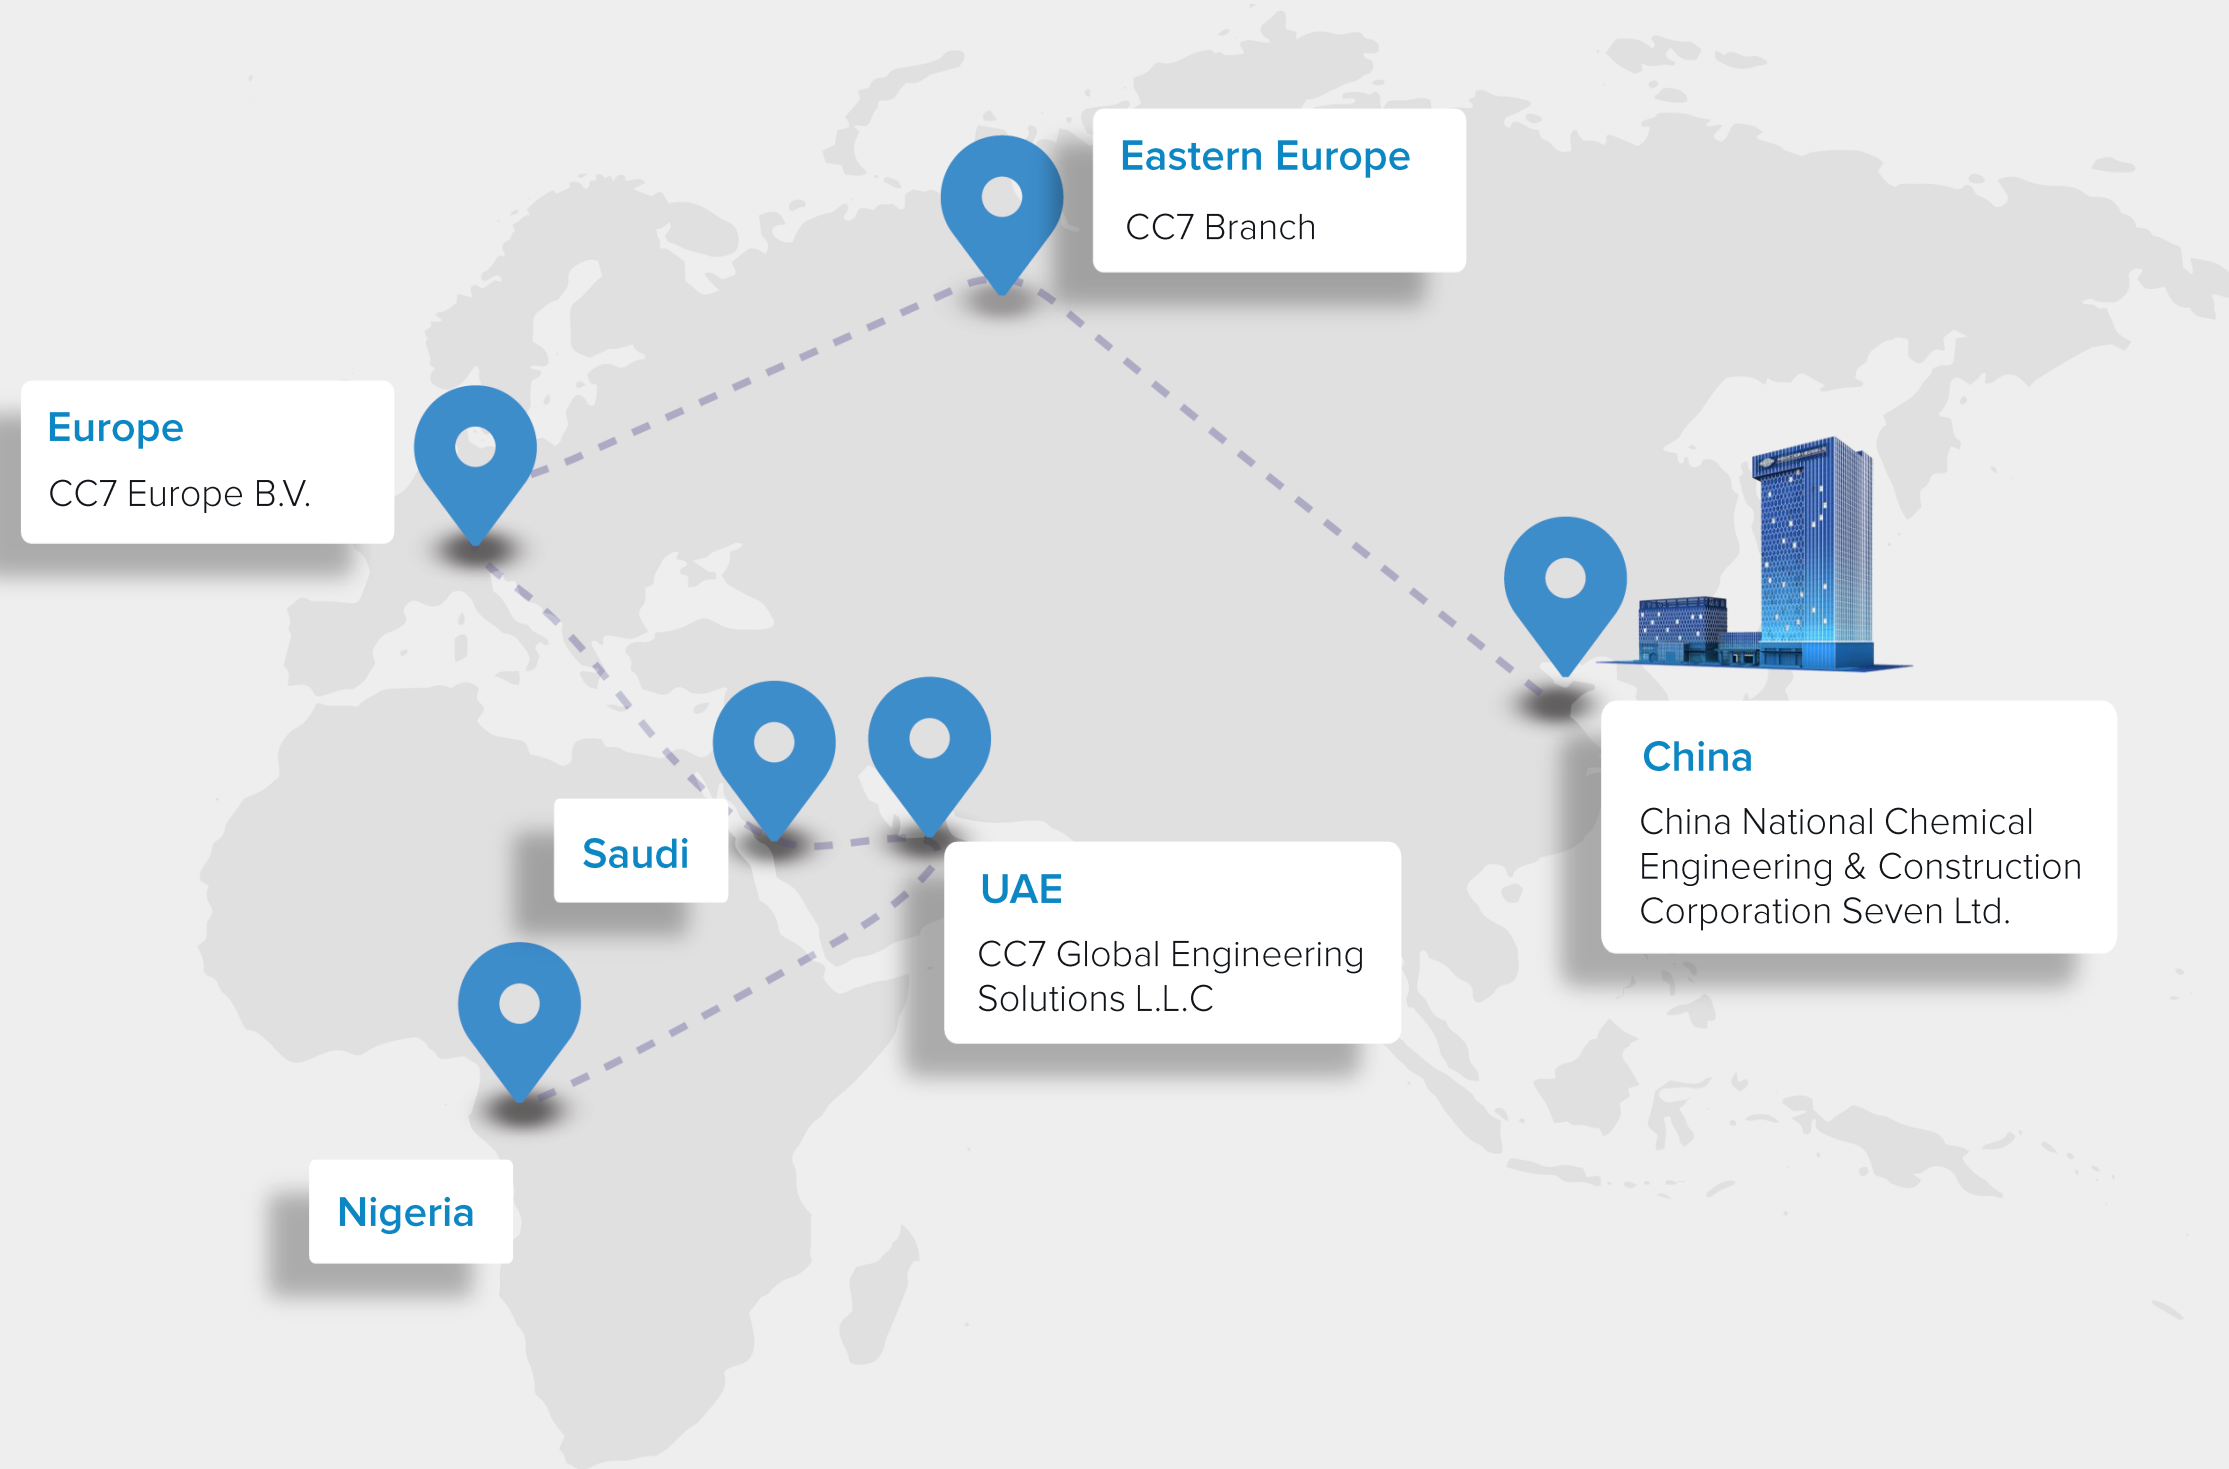 Eastern Europe
CC7 Branch
Europe
CC7 Europe B.V.
China
China National Chemical
Engineering & Construction
Corporation Seven Ltd.
Saudi
UAE
CC7 Global Engineering
Solutions L.L.C
Nigeria